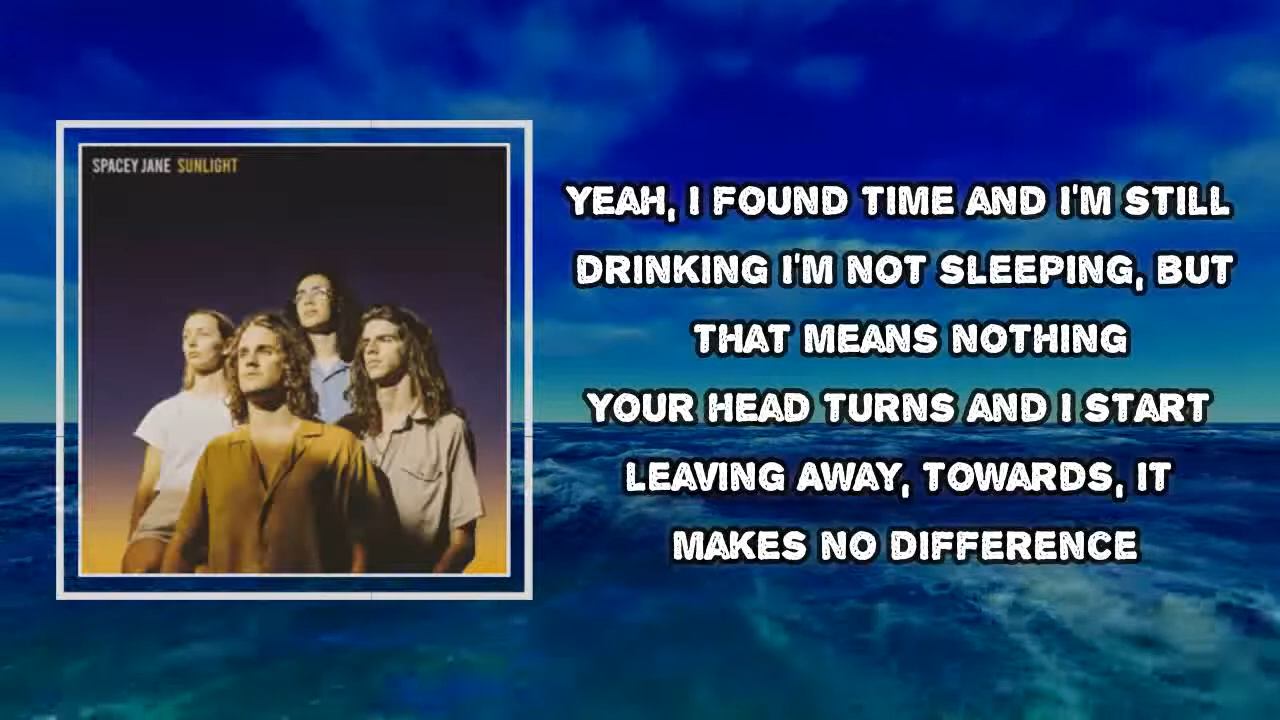 SPACEY JANE SUNLIGHT
YEAH, I FOUND TIME AND I'M STILL
DRINKING I'M NOT SLEEPING, BUT
THAT MEANS NOTHING
YOUR HEAD TURNS AND I START
LEAVING AWAY, TOWARDS, IT
MAKES NO DIFFERENCE